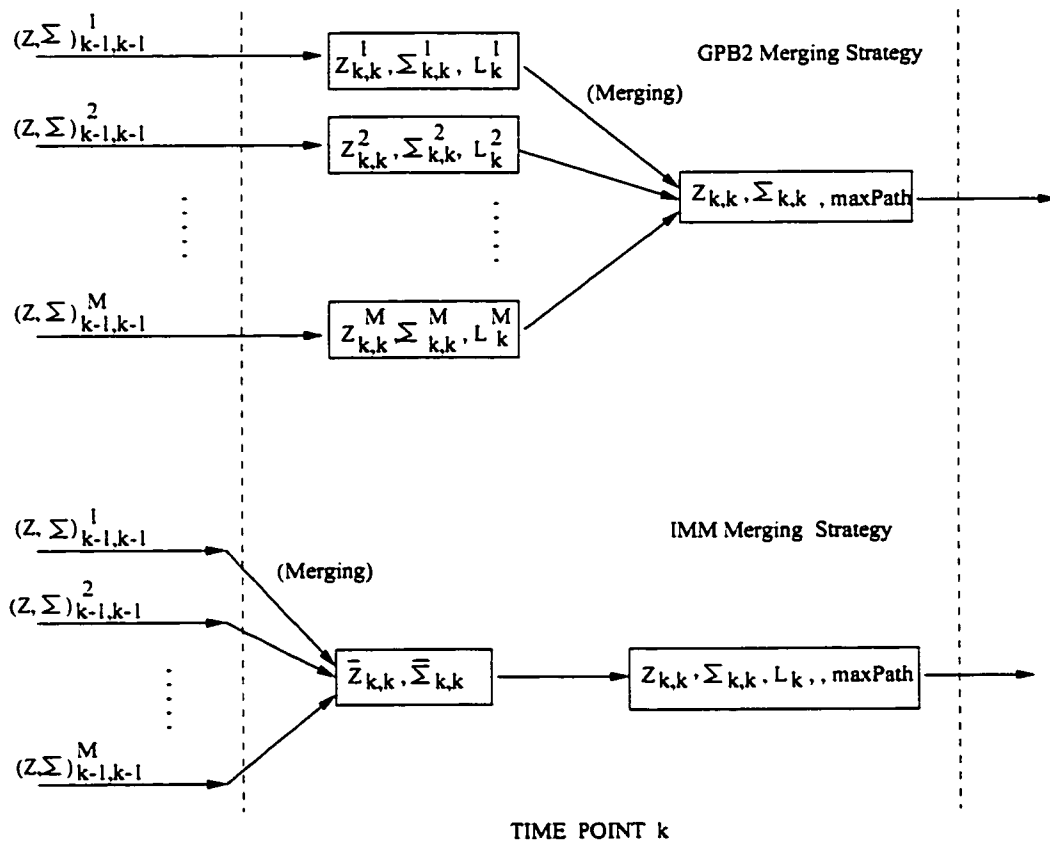 (Z,Σ)^1_{k-1,k-1}
Z^1_{k,k}, Σ^1_{k,k}, L^1_k
GPB2 Merging Strategy
(Merging)
(Z,Σ)^2_{k-1,k-1}
Z^2_{k,k}, Σ^2_{k,k}, L^2_k
Z_{k,k}, Σ_{k,k} , maxPath
(Z,Σ)^M_{k-1,k-1}
Z^M_{k,k}, Σ^M_{k,k}, L^M_k
(Z,Σ)^1_{k-1,k-1}
IMM Merging Strategy
(Merging)
(Z,Σ)^2_{k-1,k-1}
Z̄_{k,k}, Σ̄_{k,k}
Z_{k,k}, Σ_{k,k}, L_k, , maxPath
(Z,Σ)^M_{k-1,k-1}
TIME POINT k